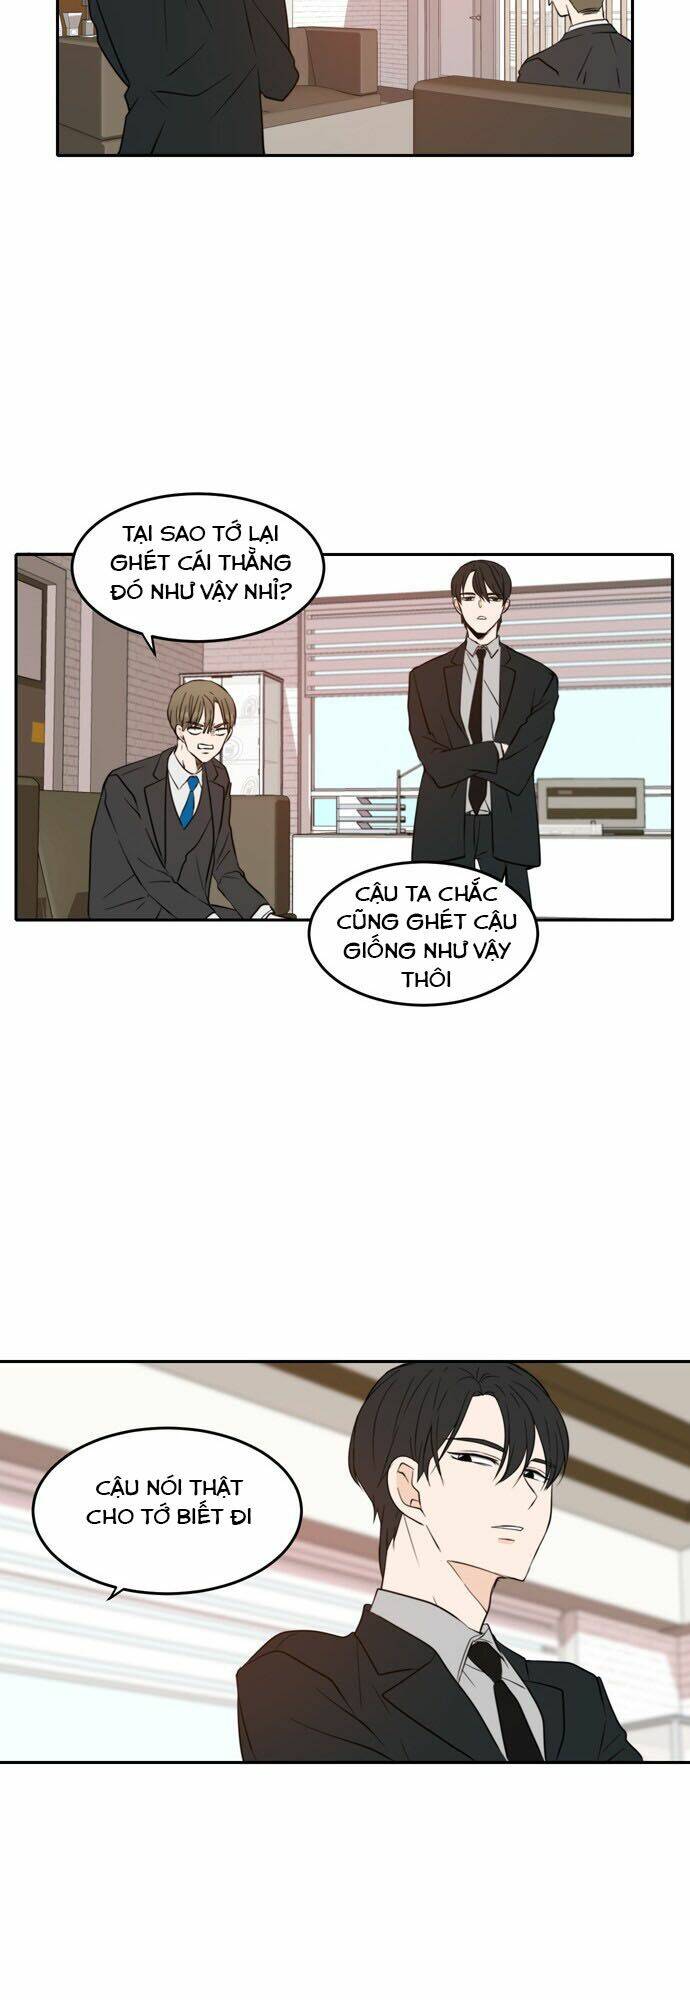 TẠI SAO TỚ LẠI
GHÉT CÁI THẰNG
ĐÓ NHƯ VẬY NHỈ?
CẬU TA CHẮC
CŨNG GHÉT CẬU
GIỐNG NHƯ VẬY
THÔI
CẬU NÓI THẬT
CHO TỚ BIẾT ĐI